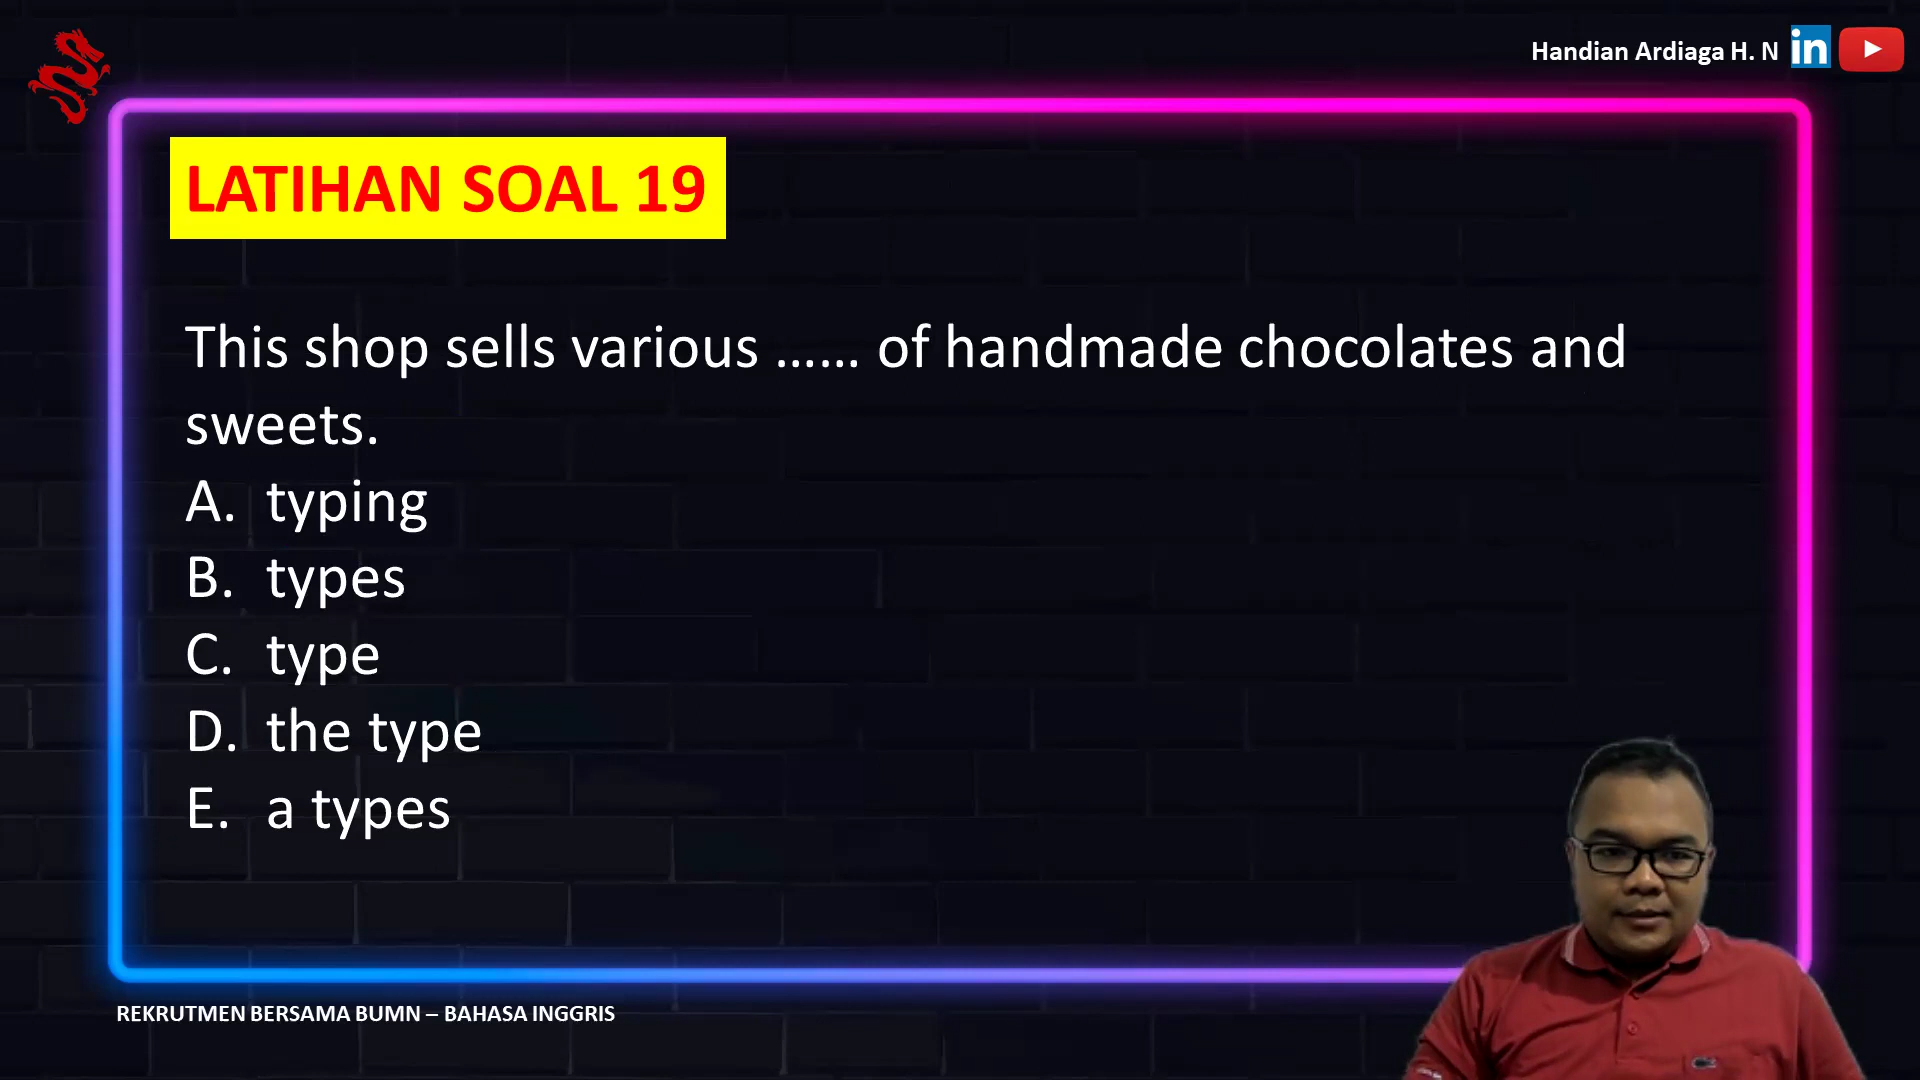 Handian Ardiaga H. N in
LATIHAN SOAL 19
This shop sells various …... of handmade chocolates and
sweets.
A. typing
B. types
C. type
D. the type
E. a types
REKRUTMEN BERSAMA BUMN – BAHASA INGGRIS